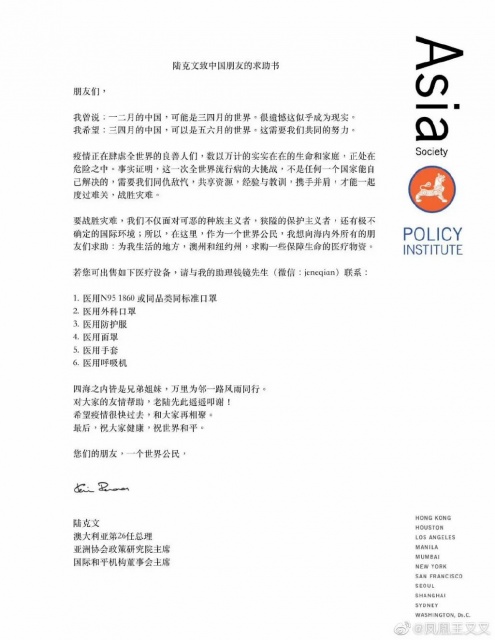 陆克文致中国朋友的求助书
朋友们，
我曾说：一二月的中国，可能是三四月的世界。很遗憾这似乎成为现实。
我希望：三四月的中国，可以是五六月的世界。这需要我们共同的努力。
疫情正在肆虐全世界的良善人们，数以万计的实实在在的生命和家庭，正处在
危险之中。事实证明，这一次全世界流行病的大挑战，不是任何一个国家能自
己解决的，需要我们同仇敌忾，共享资源，经验与教训，携手并肩，才能一起
度过难关，战胜灾难。
要战胜灾难，我们不仅面对可恶的种族主义者，狭隘的保护主义者，还有极不
确定的国际环境；所以，在这里，作为一个世界公民，我想向海内外所有的朋
友们求助：为我生活的地方，澳州和纽约州，求购一些保障生命的医疗物资。
若您可出售如下医疗设备，请与我的助理钱镜先生（微信：jeneqian）联系：
1. 医用N95 1860 或同品类同标准口罩
2. 医用外科口罩
3. 医用防护服
4. 医用面罩
5. 医用手套
6. 医用呼吸机
四海之内皆是兄弟姐妹，万里为邻一路风雨同行。
对大家的友情帮助，老陆先此遥遥叩谢！
希望疫情很快过去，和大家再相聚。
最后，祝大家健康，祝世界和平。
您们的朋友，一个世界公民，
陆克文
澳大利亚第26任总理
亚洲协会政策研究院主席
国际和平机构董事会主席
Asia
Society
POLICY
INSTITUTE
HONG KONG
HOUSTON
LOS ANGELES
MANILA
MUMBAI
NEW YORK
SAN FRANCISCO
SEOUL
SHANGHAI
SYDNEY
WASHINGTON, D.C.
@凤凰王又又